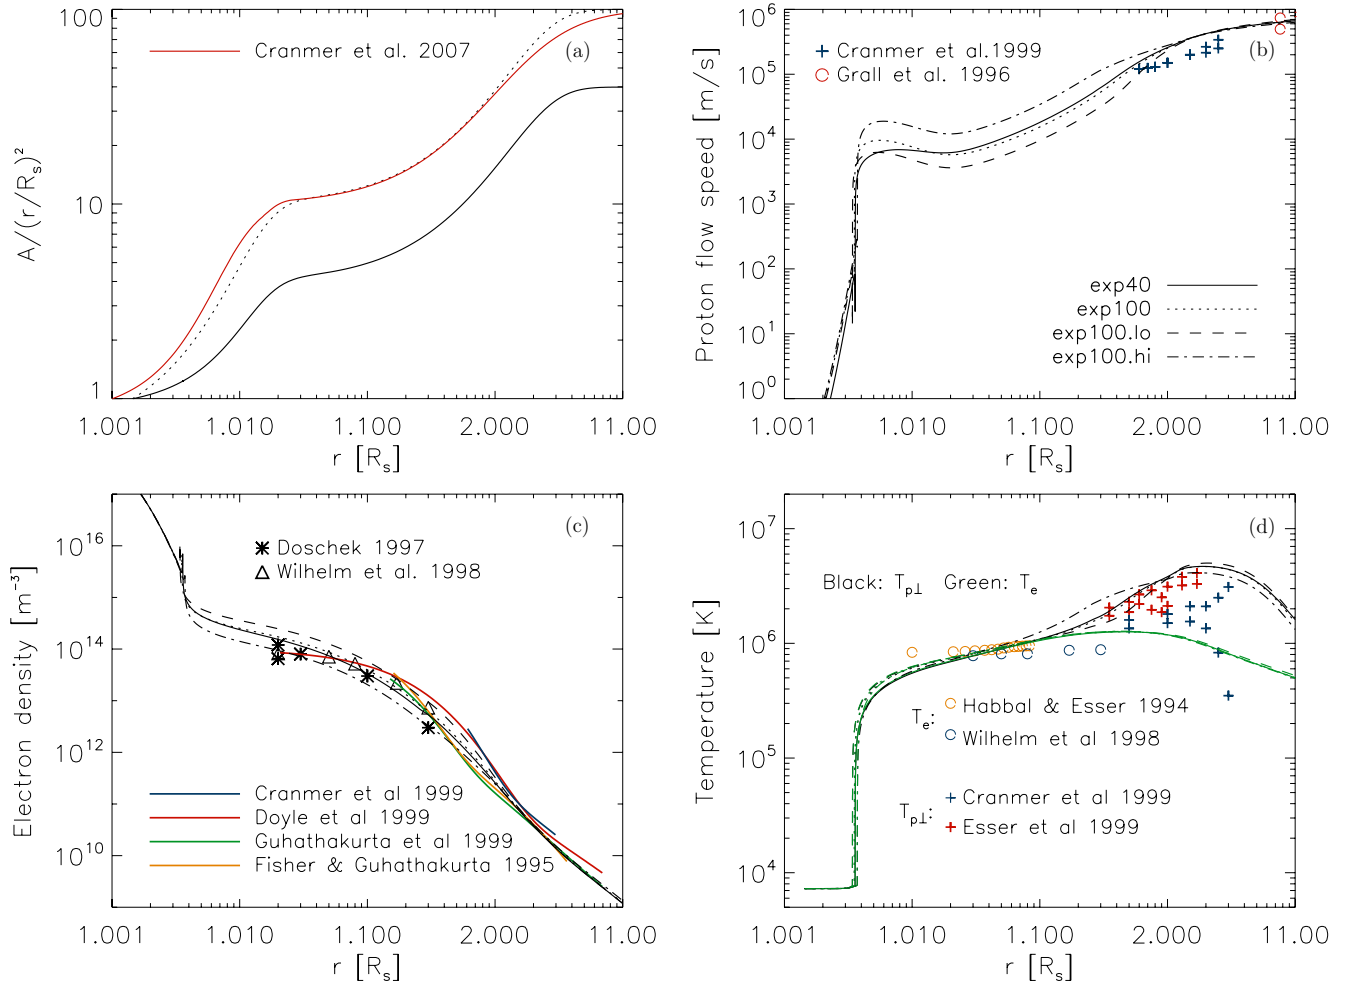 100
10
1
A/(r/Rₛ)²
Cranmer et al. 2007
(a)
1.001 1.010 1.100 2.000 11.00
r [Rₛ]
10⁶
10⁵
10⁴
10³
10²
10¹
10⁰
Proton flow speed [m/s]
Cranmer et al.1999
Grall et al. 1996
(b)
exp40
exp100
exp100.lo
exp100.hi
1.001 1.010 1.100 2.000 11.00
r [Rₛ]
10¹⁶
10¹⁴
10¹²
10¹⁰
Electron density [m⁻³]
(c)
Doschek 1997
Wilhelm et al. 1998
Cranmer et al 1999
Doyle et al 1999
Guhathakurta et al 1999
Fisher & Guhathakurta 1995
1.001 1.010 1.100 2.000 11.00
r [Rₛ]
10⁷
10⁶
10⁵
10⁴
Temperature [K]
(d)
Black: Tp⊥ Green: Te
Te:
Habbal & Esser 1994
Wilhelm et al 1998
Tp⊥:
Cranmer et al 1999
Esser et al 1999
1.001 1.010 1.100 2.000 11.00
r [Rₛ]